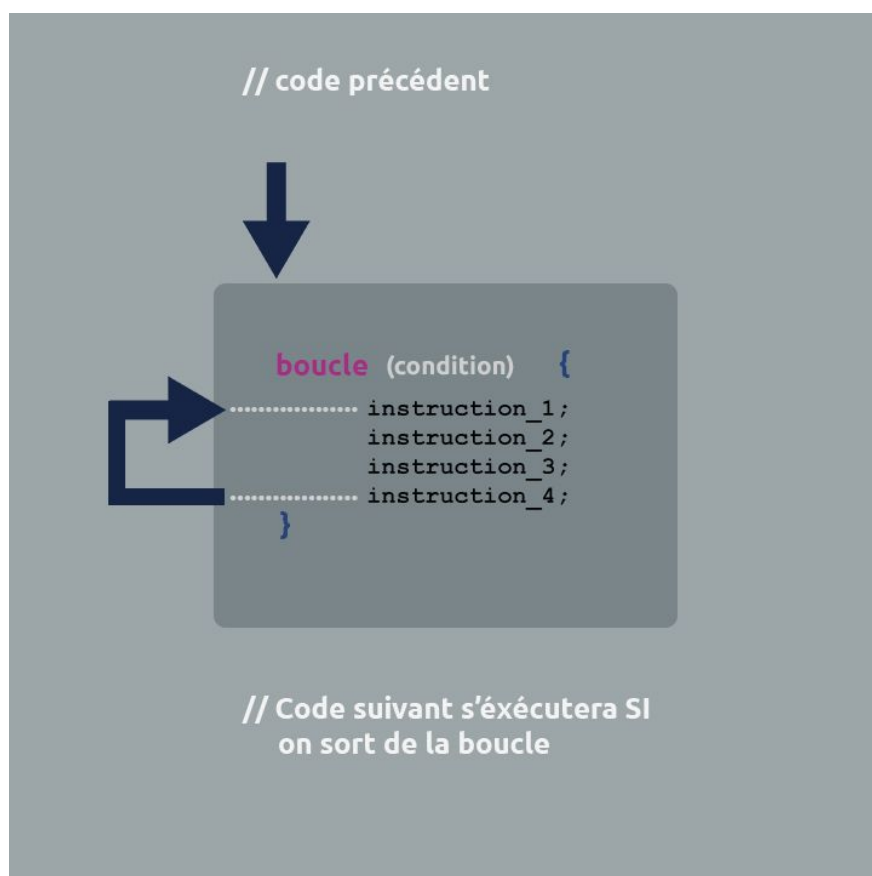 // code précédent
boucle (condition) {
instruction_1;
instruction_2;
instruction_3;
instruction_4;
}
// Code suivant s'éxécutera SI
on sort de la boucle